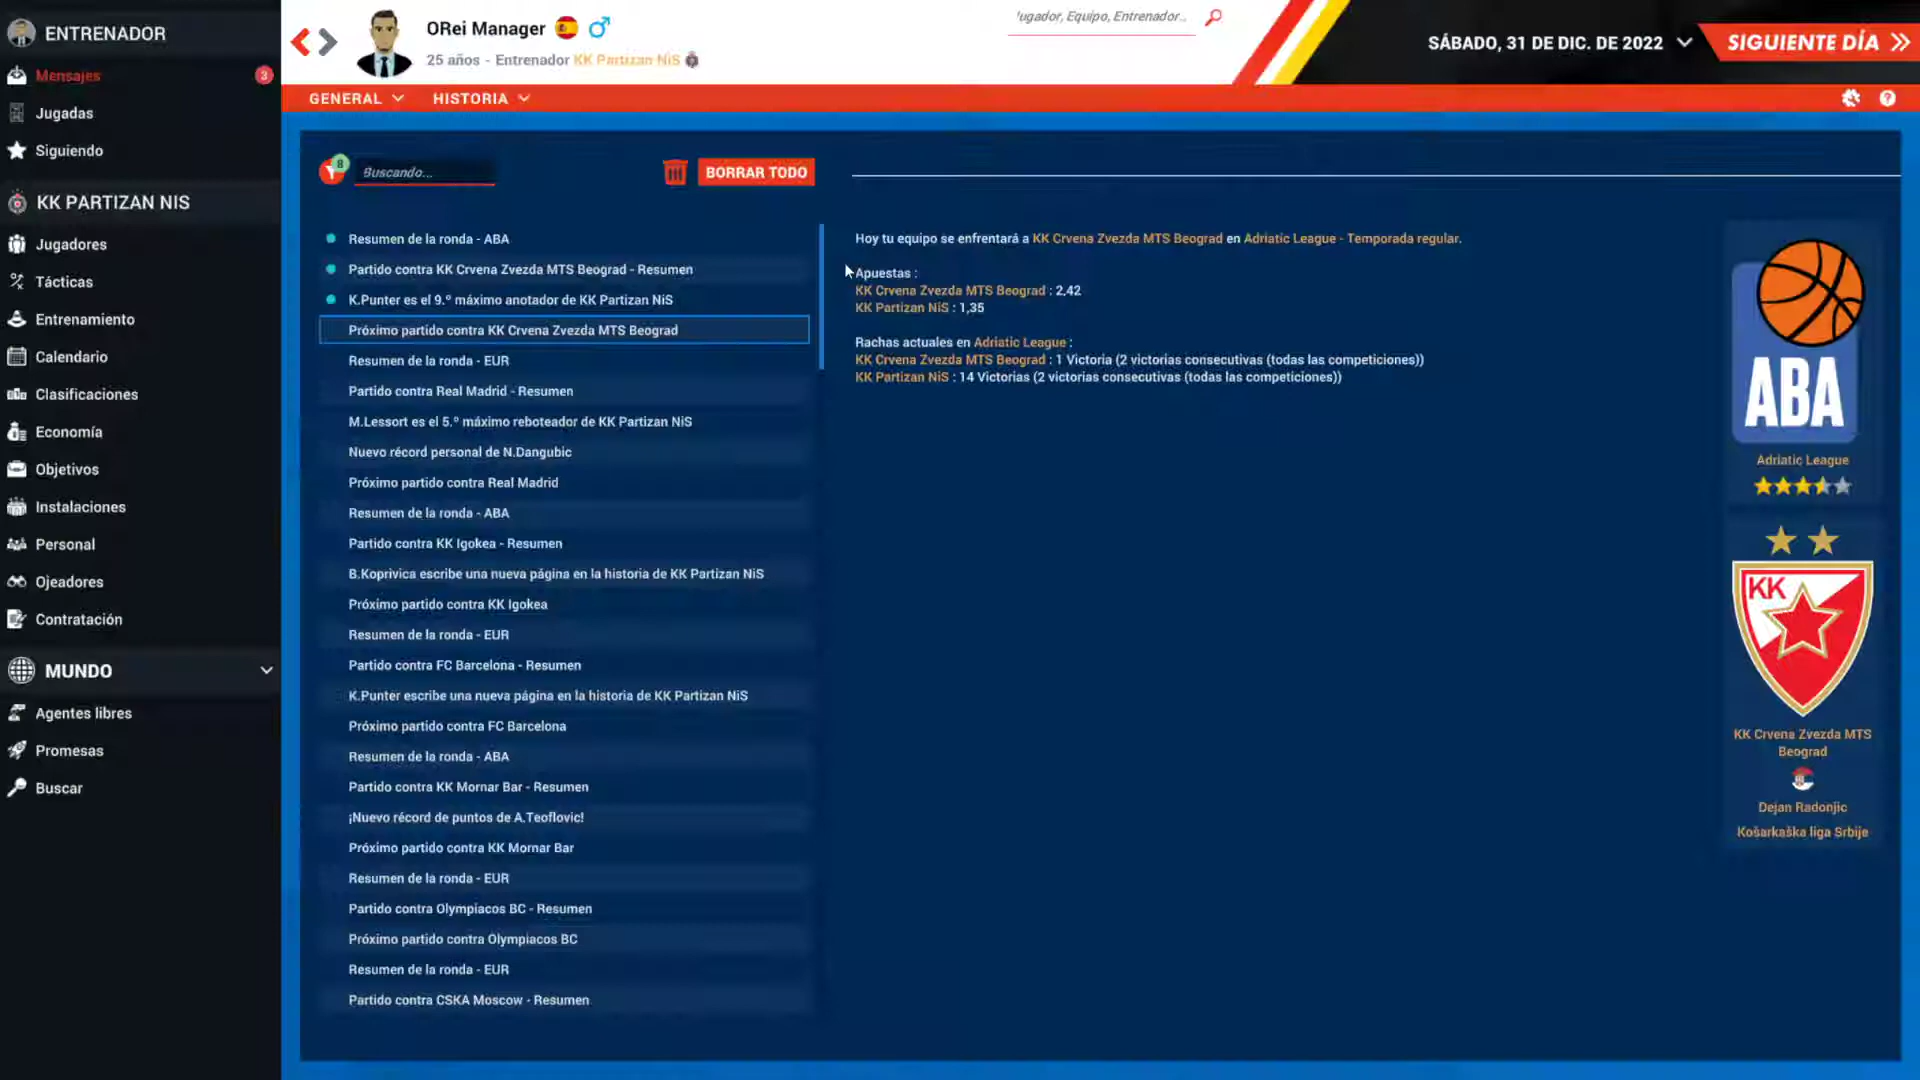 ENTRENADOR
Mensajes 3
Jugadas
Siguiendo
KK PARTIZAN NIS
Jugadores
Tácticas
Entrenamiento
Calendario
Clasificaciones
Economía
Objetivos
Instalaciones
Personal
Ojeadores
Contratación
MUNDO
Agentes libres
Promesas
Buscar
ORei Manager
25 años - Entrenador KK Partizan NiS
Jugador, Equipo, Entrenador...
SÁBADO, 31 DE DIC. DE 2022
SIGUIENTE DÍA
GENERAL HISTORIA
8 Buscando... BORRAR TODO
Resumen de la ronda - ABA
Partido contra KK Crvena Zvezda MTS Beograd - Resumen
K.Punter es el 9.º máximo anotador de KK Partizan NiS
Próximo partido contra KK Crvena Zvezda MTS Beograd
Resumen de la ronda - EUR
Partido contra Real Madrid - Resumen
M.Lessort es el 5.º máximo reboteador de KK Partizan NiS
Nuevo récord personal de N.Dangubic
Próximo partido contra Real Madrid
Resumen de la ronda - ABA
Partido contra KK Igokea - Resumen
B.Koprivica escribe una nueva página en la historia de KK Partizan NiS
Próximo partido contra KK Igokea
Resumen de la ronda - EUR
Partido contra FC Barcelona - Resumen
K.Punter escribe una nueva página en la historia de KK Partizan NiS
Próximo partido contra FC Barcelona
Resumen de la ronda - ABA
Partido contra KK Mornar Bar - Resumen
¡Nuevo récord de puntos de A.Teoflovic!
Próximo partido contra KK Mornar Bar
Resumen de la ronda - EUR
Partido contra Olympiacos BC - Resumen
Próximo partido contra Olympiacos BC
Resumen de la ronda - EUR
Partido contra CSKA Moscow - Resumen
Hoy tu equipo se enfrentará a KK Crvena Zvezda MTS Beograd en Adriatic League - Temporada regular.
Apuestas :
KK Crvena Zvezda MTS Beograd : 2,42
KK Partizan NiS : 1,35
Rachas actuales en Adriatic League :
KK Crvena Zvezda MTS Beograd : 1 Victoria (2 victorias consecutivas (todas las competiciones))
KK Partizan NiS : 14 Victorias (2 victorias consecutivas (todas las competiciones))
ABA
Adriatic League
KK
KK Crvena Zvezda MTS
Beograd
Dejan Radonjic
Košarkaška liga Srbije